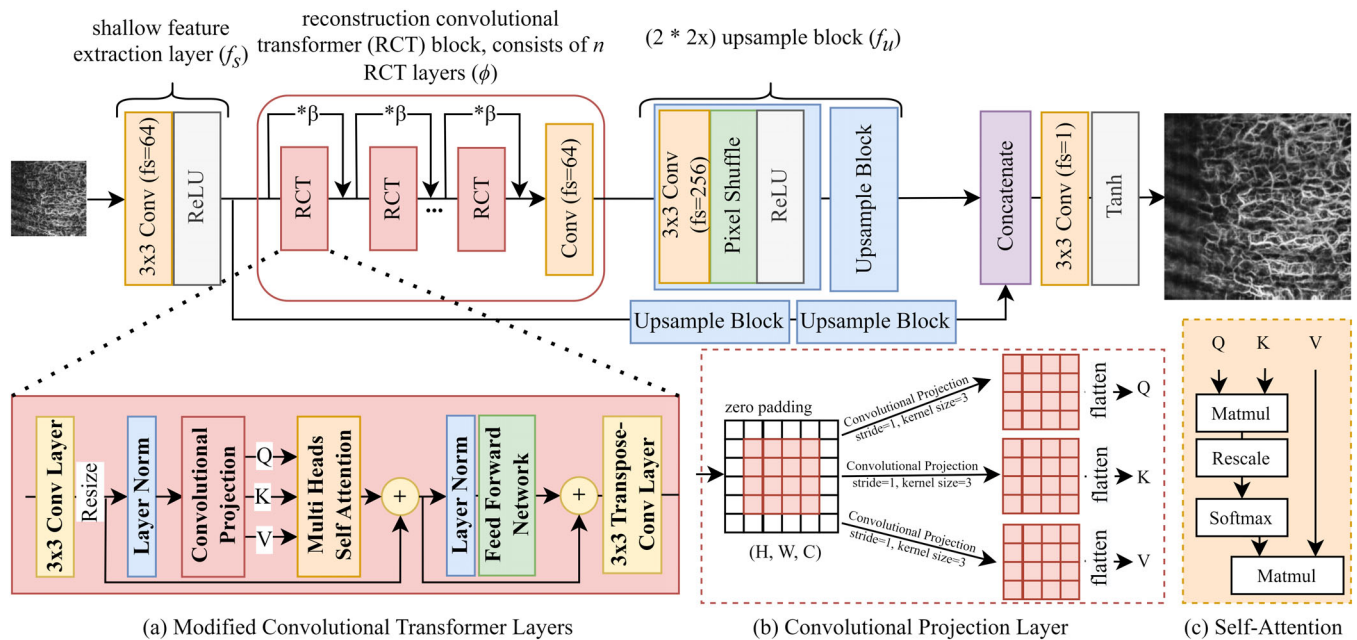 shallow feature
extraction layer (fₛ)
reconstruction convolutional
transformer (RCT) block, consists of n
RCT layers (ϕ)
(2 * 2x) upsample block (fᵤ)
3x3 Conv (fs=64)
ReLU
*β
*β
*β
RCT
RCT
...
RCT
Conv (fs=64)
3x3 Conv
(fs=256)
Pixel Shuffle
ReLU
Upsample Block
Concatenate
3x3 Conv (fs=1)
Tanh
Upsample Block
Upsample Block
3x3 Conv Layer
Resize
Layer Norm
Convolutional
Projection
Q
K
V
Multi Heads
Self Attention
+
Layer Norm
Feed Forward
Network
+
3x3 Transpose-
Conv Layer
(a) Modified Convolutional Transformer Layers
zero padding
(H, W, C)
Convolutional Projection
stride=1, kernel size=3
Convolutional Projection
stride=1, kernel size=3
Convolutional Projection
stride=1, kernel size=3
flatten
Q
flatten
K
flatten
V
(b) Convolutional Projection Layer
Q K V
Matmul
Rescale
Softmax
Matmul
(c) Self-Attention